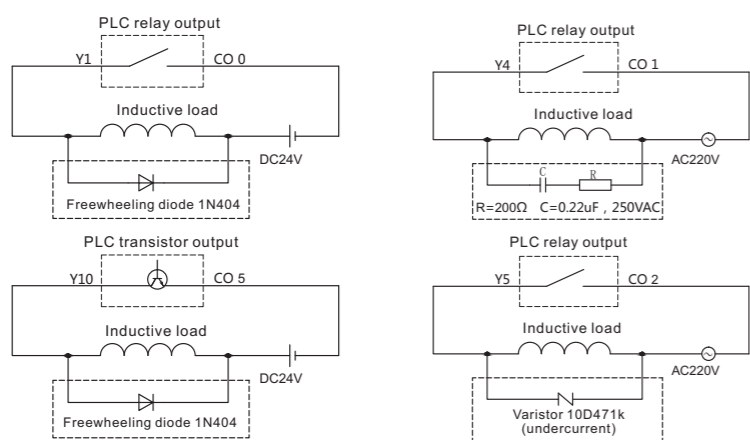 PLC relay output
Y1
CO 0
Inductive load
DC24V
Freewheeling diode 1N404
PLC relay output
Y4
CO 1
Inductive load
AC220V
C
R
R=200Ω C=0.22uF , 250VAC
PLC transistor output
Y10
CO 5
Inductive load
DC24V
Freewheeling diode 1N404
PLC relay output
Y5
CO 2
Inductive load
AC220V
Varistor 10D471k
(undercurrent)